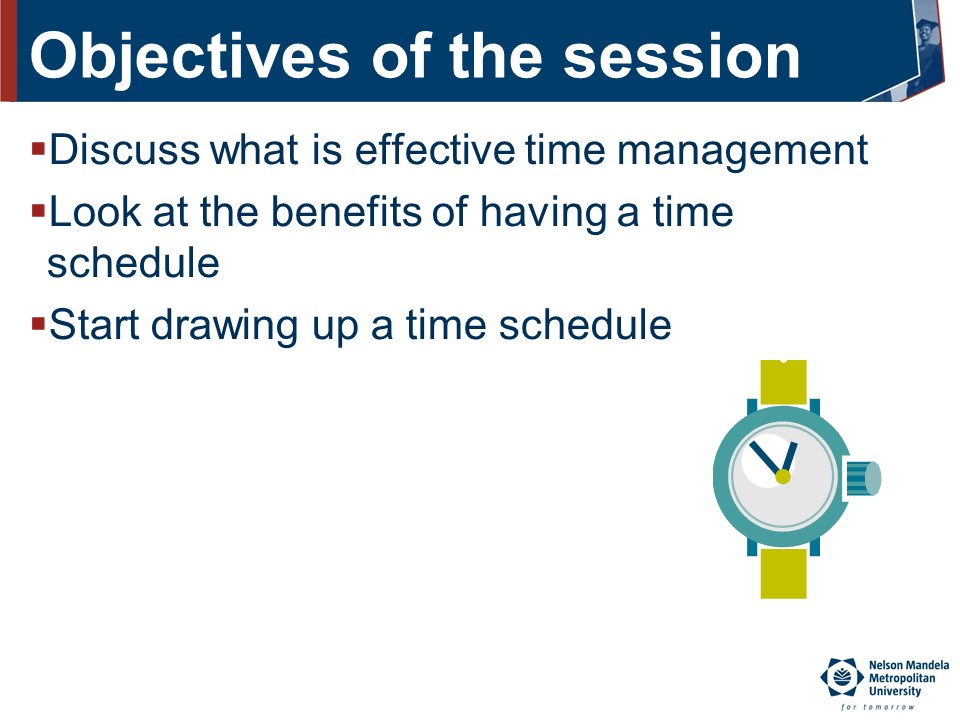 Objectives of the session
▪Discuss what is effective time management
▪Look at the benefits of having a time
schedule
▪Start drawing up a time schedule
Nelson Mandela
Metropolitan
University
for tomorrow